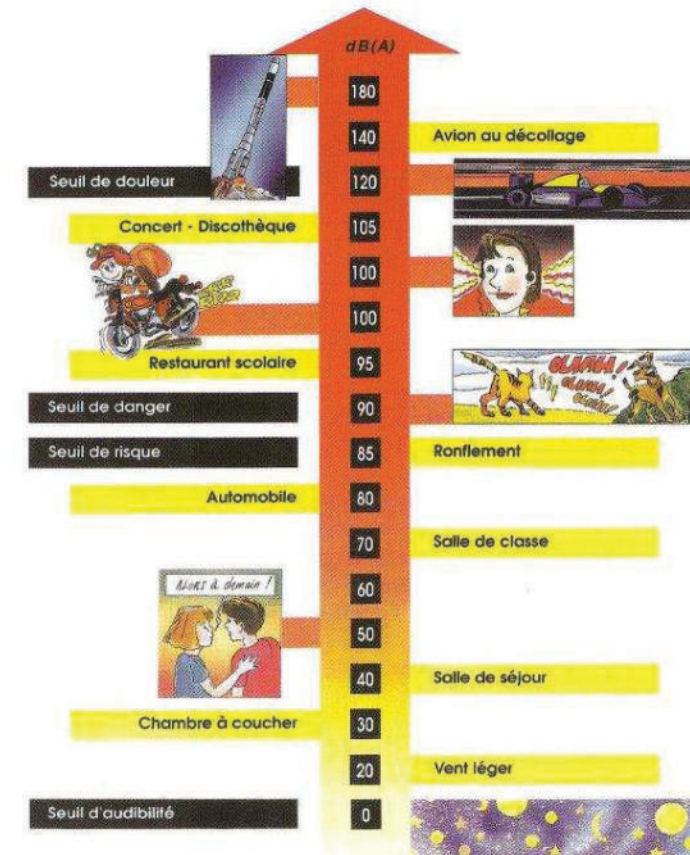 dB(A)
180
140 Avion au décollage
Seuil de douleur 120
Concert - Discothèque 105
100
100
Restaurant scolaire 95
Seuil de danger 90
Seuil de risque 85 Ronflement
Automobile 80
70 Salle de classe
60
ALORS à demain !
50
40 Salle de séjour
Chambre à coucher 30
20 Vent léger
Seuil d'audibilité 0